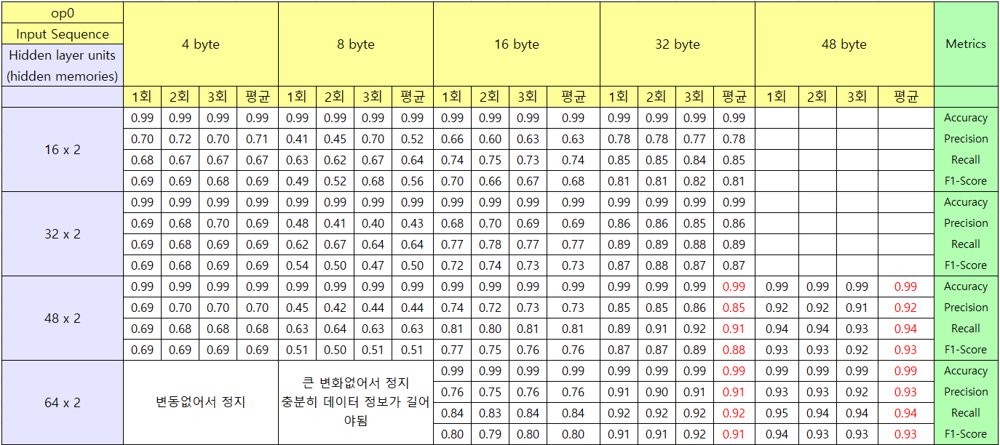 op0
Input Sequence
Hidden layer units
(hidden memories)
4 byte 8 byte 16 byte 32 byte 48 byte Metrics
1회 2회 3회 평균 1회 2회 3회 평균 1회 2회 3회 평균 1회 2회 3회 평균 1회 2회 3회 평균
16 x 2
0.99 0.99 0.99 0.99 0.99 0.99 0.99 0.99 0.99 0.99 0.99 0.99 0.99 0.99 0.99 0.99 Accuracy
0.70 0.72 0.70 0.71 0.41 0.45 0.70 0.52 0.66 0.60 0.63 0.63 0.78 0.78 0.77 0.78 Precision
0.68 0.67 0.67 0.67 0.63 0.62 0.67 0.64 0.74 0.75 0.73 0.74 0.85 0.85 0.84 0.85 Recall
0.69 0.69 0.68 0.69 0.49 0.52 0.68 0.56 0.70 0.66 0.67 0.68 0.81 0.81 0.82 0.81 F1-Score
32 x 2
0.99 0.99 0.99 0.99 0.99 0.99 0.99 0.99 0.99 0.99 0.99 0.99 0.99 0.99 0.99 0.99 Accuracy
0.69 0.68 0.70 0.69 0.48 0.41 0.40 0.43 0.68 0.70 0.69 0.69 0.86 0.86 0.85 0.86 Precision
0.69 0.68 0.69 0.69 0.62 0.67 0.64 0.64 0.77 0.78 0.77 0.77 0.89 0.89 0.88 0.89 Recall
0.69 0.68 0.69 0.69 0.54 0.50 0.47 0.50 0.72 0.74 0.73 0.73 0.87 0.88 0.87 0.87 F1-Score
48 x 2
0.99 0.99 0.99 0.99 0.99 0.99 0.99 0.99 0.99 0.99 0.99 0.99 0.99 0.99 0.99 0.99 0.99 0.99 0.99 0.99 Accuracy
0.69 0.70 0.70 0.70 0.45 0.42 0.44 0.44 0.74 0.72 0.73 0.73 0.85 0.85 0.86 0.85 0.92 0.92 0.91 0.92 Precision
0.69 0.68 0.68 0.68 0.63 0.64 0.63 0.63 0.81 0.80 0.81 0.81 0.89 0.91 0.92 0.91 0.94 0.94 0.93 0.94 Recall
0.69 0.69 0.69 0.69 0.51 0.50 0.51 0.51 0.77 0.75 0.76 0.76 0.87 0.87 0.89 0.88 0.93 0.93 0.92 0.93 F1-Score
64 x 2
변동없어서 정지
큰 변화없어서 정지
충분히 데이터 정보가 길어
야됨
0.99 0.99 0.99 0.99 0.99 0.99 0.99 0.99 0.99 0.99 0.99 0.99 Accuracy
0.76 0.75 0.76 0.76 0.91 0.90 0.91 0.91 0.93 0.93 0.92 0.93 Precision
0.84 0.83 0.84 0.84 0.92 0.92 0.92 0.92 0.95 0.94 0.94 0.94 Recall
0.80 0.79 0.80 0.80 0.91 0.91 0.92 0.91 0.94 0.93 0.93 0.93 F1-Score